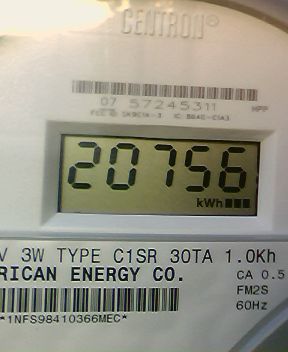 CENTRON®
07 57245311
HPP
20756
kWh
V 3W TYPE C1SR 30TA 1.0Kh
RICAN ENERGY CO.
CA 0.5
FM2S
60Hz
*1NFS98410366MEC*